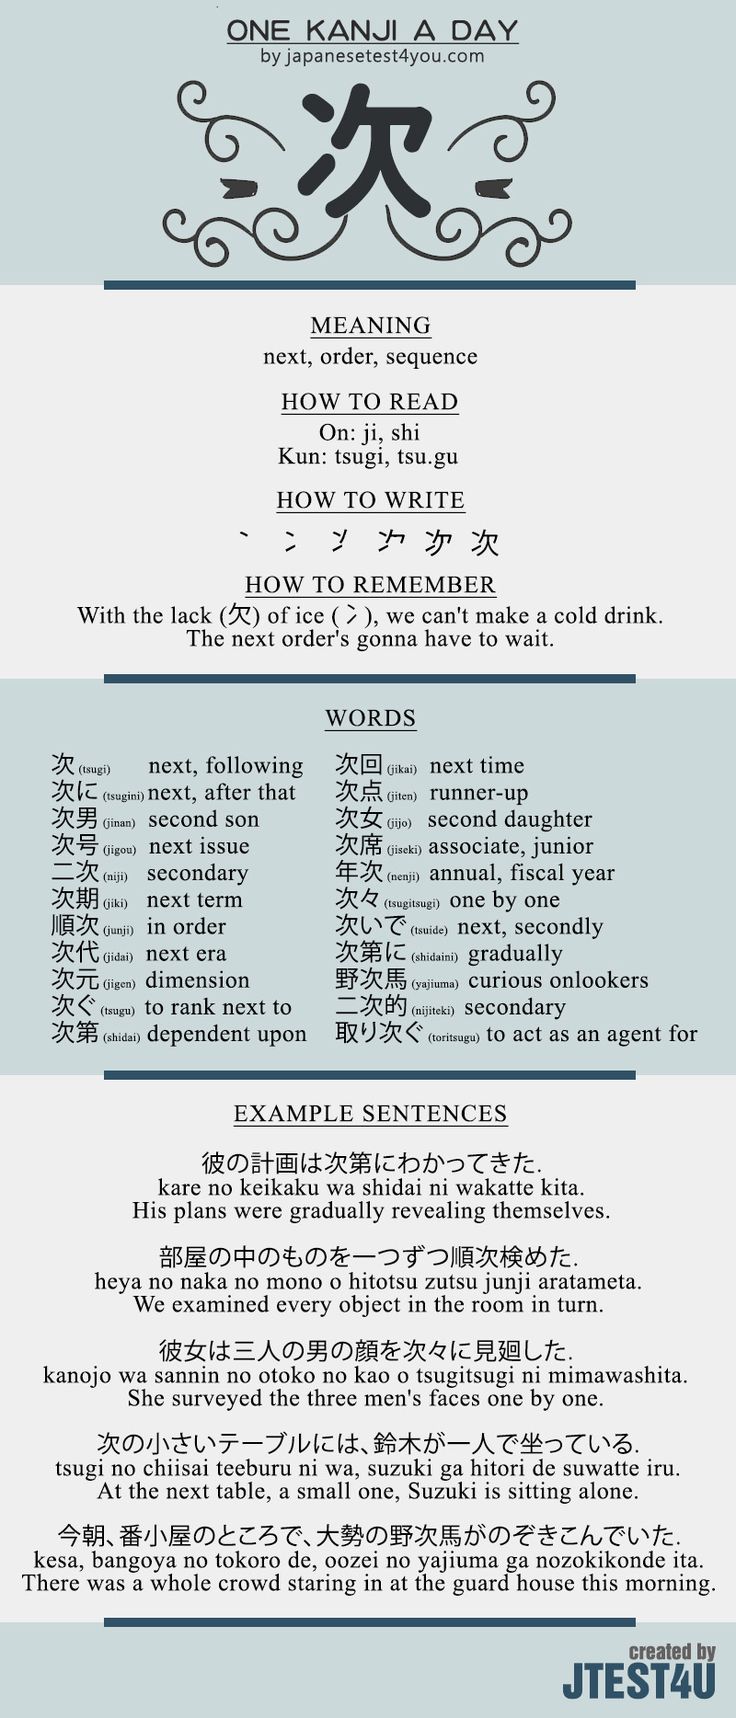 ONE KANJI A DAY
by japanesetest4you.com
次
MEANING
next, order, sequence
HOW TO READ
On: ji, shi
Kun: tsugi, tsu.gu
HOW TO WRITE
次
HOW TO REMEMBER
With the lack (欠) of ice (冫), we can't make a cold drink.
The next order's gonna have to wait.
WORDS
次 (tsugi) next, following
次に (tsugini) next, after that
次男 (jinan) second son
次号 (jigou) next issue
二次 (niji) secondary
次期 (jiki) next term
順次 (junji) in order
次代 (jidai) next era
次元 (jigen) dimension
次ぐ (tsugu) to rank next to
次第 (shidai) dependent upon
次回 (jikai) next time
次点 (jiten) runner-up
次女 (jijo) second daughter
次席 (jiseki) associate, junior
年次 (nenji) annual, fiscal year
次々 (tsugitsugi) one by one
次いで (tsuide) next, secondly
次第に (shidaini) gradually
野次馬 (yajiuma) curious onlookers
二次的 (nijiteki) secondary
取り次ぐ (toritsugu) to act as an agent for
EXAMPLE SENTENCES
彼の計画は次第にわかってきた.
kare no keikaku wa shidai ni wakatte kita.
His plans were gradually revealing themselves.
部屋の中のものを一つずつ順次検めた.
heya no naka no mono o hitotsu zutsu junji aratameta.
We examined every object in the room in turn.
彼女は三人の男の顔を次々に見廻した.
kanojo wa sannin no otoko no kao o tsugitsugi ni mimawashita.
She surveyed the three men's faces one by one.
次の小さいテーブルには、鈴木が一人で坐っている.
tsugi no chiisai teeburu ni wa, suzuki ga hitori de suwatte iru.
At the next table, a small one, Suzuki is sitting alone.
今朝、番小屋のところで、大勢の野次馬がのぞきこんでいた.
kesa, bangoya no tokoro de, oozei no yajiuma ga nozokikonde ita.
There was a whole crowd staring in at the guard house this morning.
created by
JTEST4U